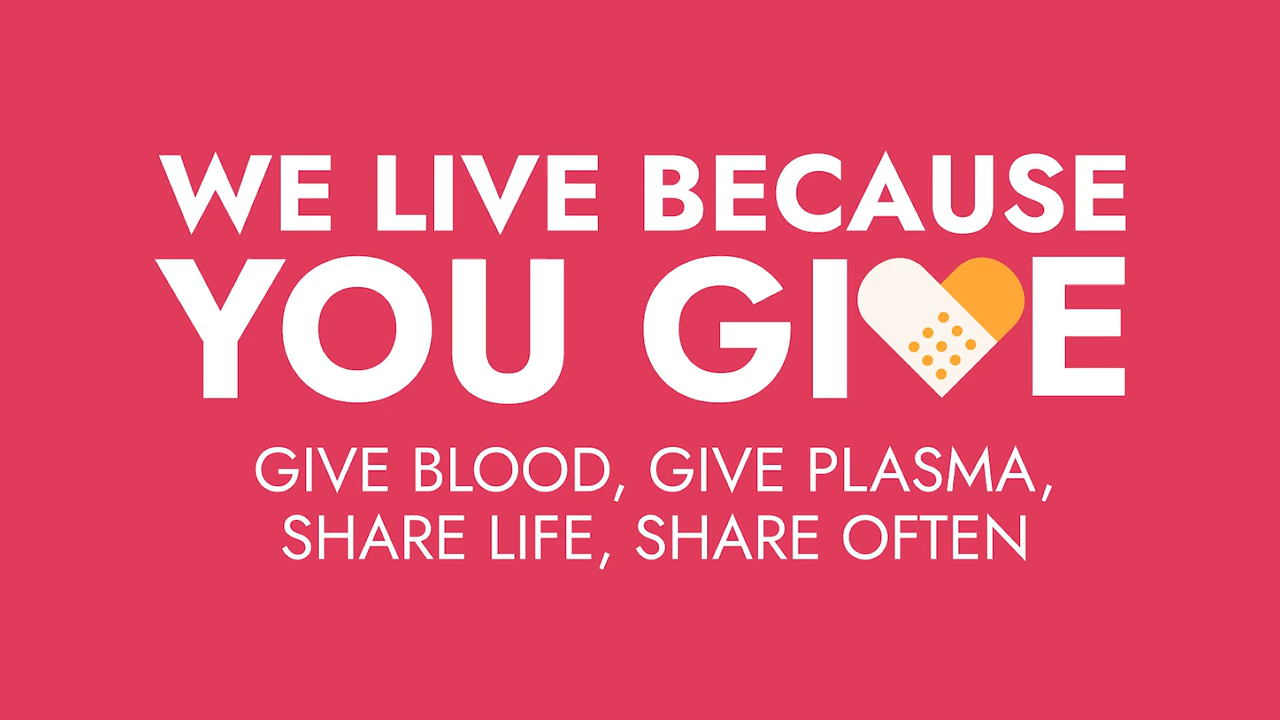 WE LIVE BECAUSE
YOU GIVE
GIVE BLOOD, GIVE PLASMA,
SHARE LIFE, SHARE OFTEN